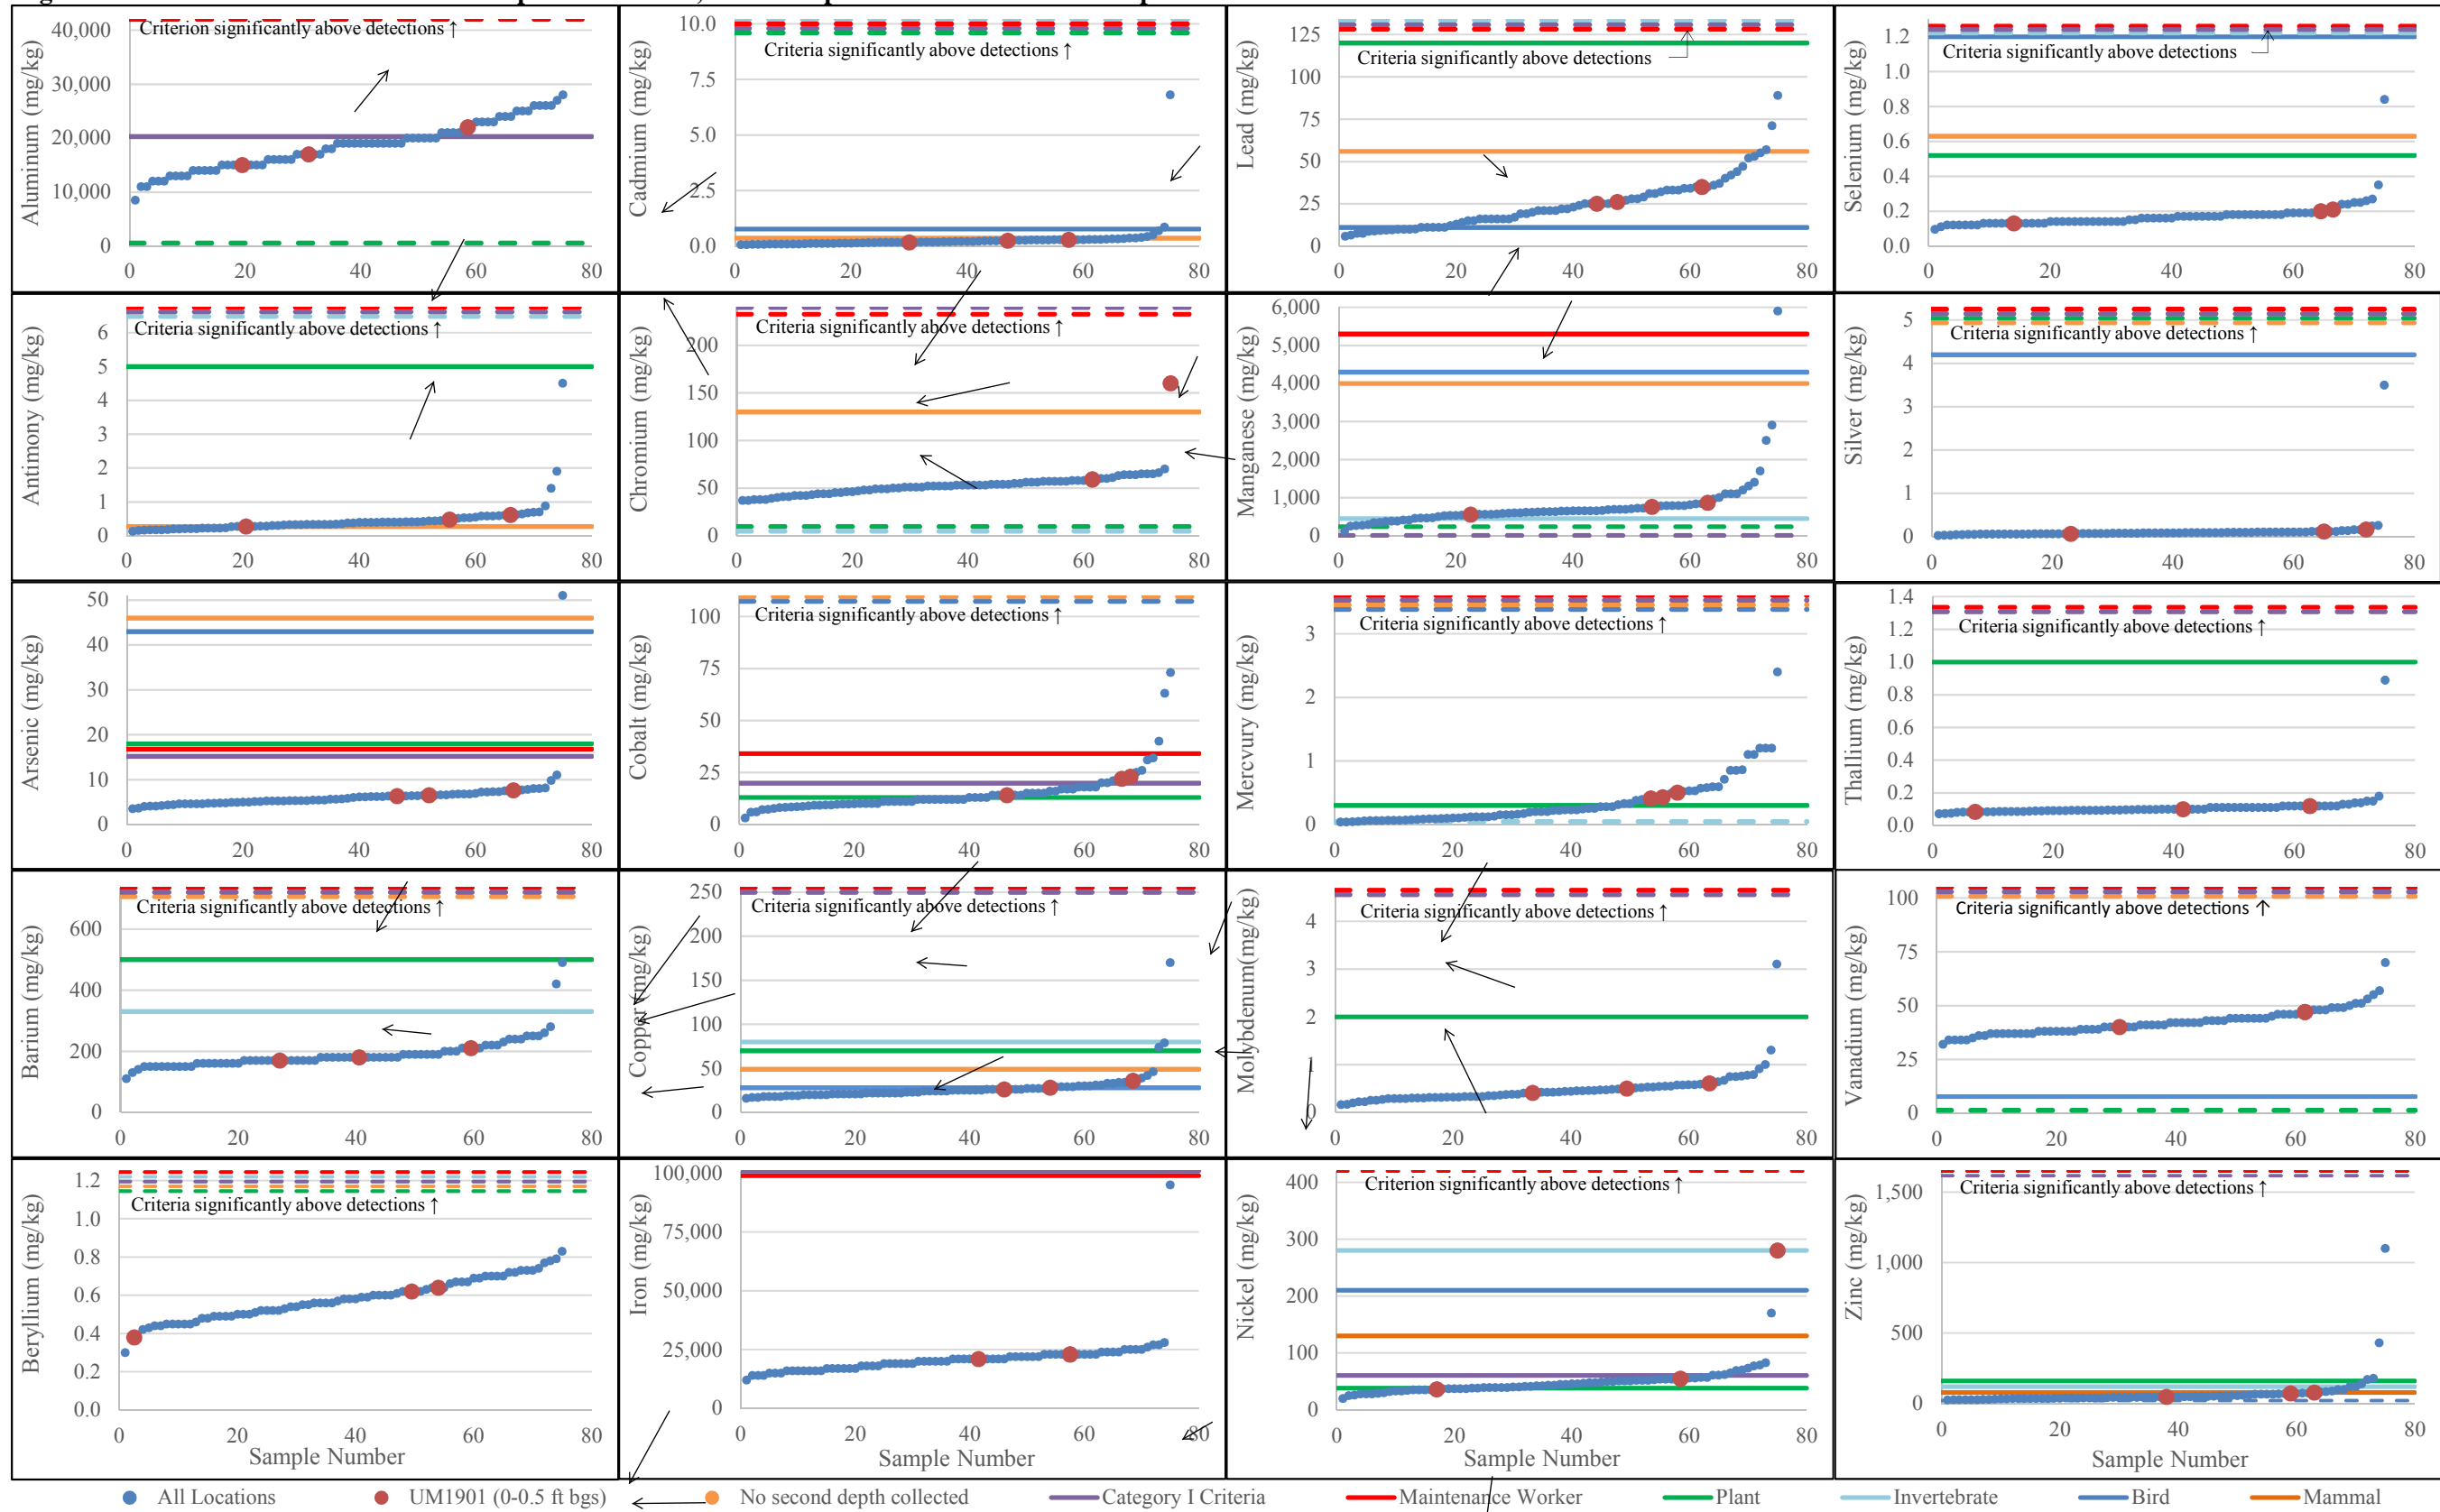 Criterion significantly above detections ↑
Aluminum (mg/kg)
40,000
30,000
20,000
10,000
0
0 20 40 60 80
Criteria significantly above detections ↑
Cadmium (mg/kg)
10.0
7.5
5.0
2.5
0.0
0 20 40 60 80
Criteria significantly above detections
Lead (mg/kg)
125
100
75
50
25
0
0 20 40 60 80
Criteria significantly above detections
Selenium (mg/kg)
1.2
1.0
0.8
0.6
0.4
0.2
0.0
0 20 40 60 80
Criteria significantly above detections ↑
Antimony (mg/kg)
6
5
4
3
2
1
0
0 20 40 60 80
Criteria significantly above detections ↑
Chromium (mg/kg)
200
150
100
50
0
0 20 40 60 80
Manganese (mg/kg)
6,000
5,000
4,000
3,000
2,000
1,000
0
0 20 40 60 80
Criteria significantly above detections ↑
Silver (mg/kg)
5
4
3
2
1
0
0 20 40 60 80
Arsenic (mg/kg)
50
40
30
20
10
0
0 20 40 60 80
Criteria significantly above detections ↑
Cobalt (mg/kg)
100
75
50
25
0
0 20 40 60 80
Criteria significantly above detections ↑
Mercvury (mg/kg)
3
2
1
0
0 20 40 60 80
Criteria significantly above detections ↑
Thallium (mg/kg)
1.4
1.2
1.0
0.8
0.6
0.4
0.2
0.0
0 20 40 60 80
Criteria significantly above detections ↑
Barium (mg/kg)
600
400
200
0
0 20 40 60 80
Criteria significantly above detections ↑
Copper (mg/kg)
250
200
150
100
50
0
0 20 40 60 80
Criteria significantly above detections ↑
Molybdenum(mg/kg)
4
3
2
1
0
0 20 40 60 80
Criteria significantly above detections ↑
Vanadium (mg/kg)
100
75
50
25
0
0 20 40 60 80
Criteria significantly above detections ↑
Beryllium (mg/kg)
1.2
1.0
0.8
0.6
0.4
0.2
0.0
0 20 40 60 80
Sample Number
Iron (mg/kg)
100,000
75,000
50,000
25,000
0
0 20 40 60 80
Sample Number
Criterion significantly above detections ↑
Nickel (mg/kg)
400
300
200
100
0
0 20 40 60 80
Sample Number
Criteria significantly above detections ↑
Zinc (mg/kg)
1,500
1,000
500
0
0 20 40 60 80
Sample Number
All Locations UM1901 (0-0.5 ft bgs) No second depth collected Category I Criteria Maintenance Worker Plant Invertebrate Bird Mammal